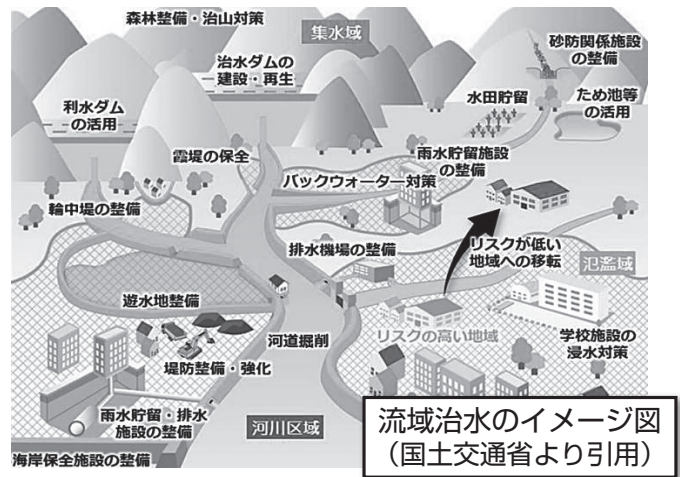 森林整備・治山対策
集水域
砂防関係施設
の整備
治水ダムの
建設・再生
水田貯留
ため池等
の活用
利水ダム
の活用
霞堤の保全
雨水貯留施設
の整備
バックウォーター対策
輪中堤の整備
排水機場の整備
リスクが低い
地域への移転
氾濫域
遊水地整備
リスクの高い地域
学校施設の
浸水対策
河道掘削
堤防整備・強化
雨水貯留・排水
施設の整備
河川区域
海岸保全施設の整備
流域治水のイメージ図
（国土交通省より引用）